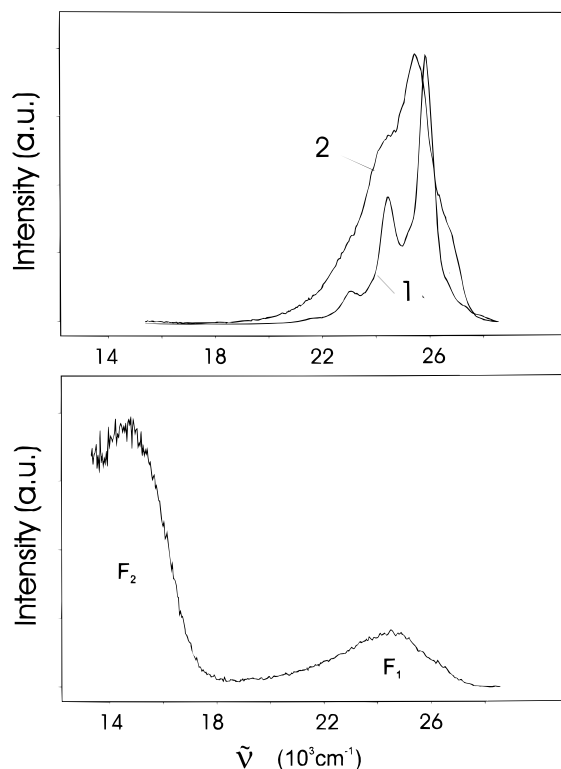 Intensity (a.u.)
2
1
14 18 22 26
Intensity (a.u.)
F₂
F₁
14 18 22 26
ṽ (10³cm⁻¹)